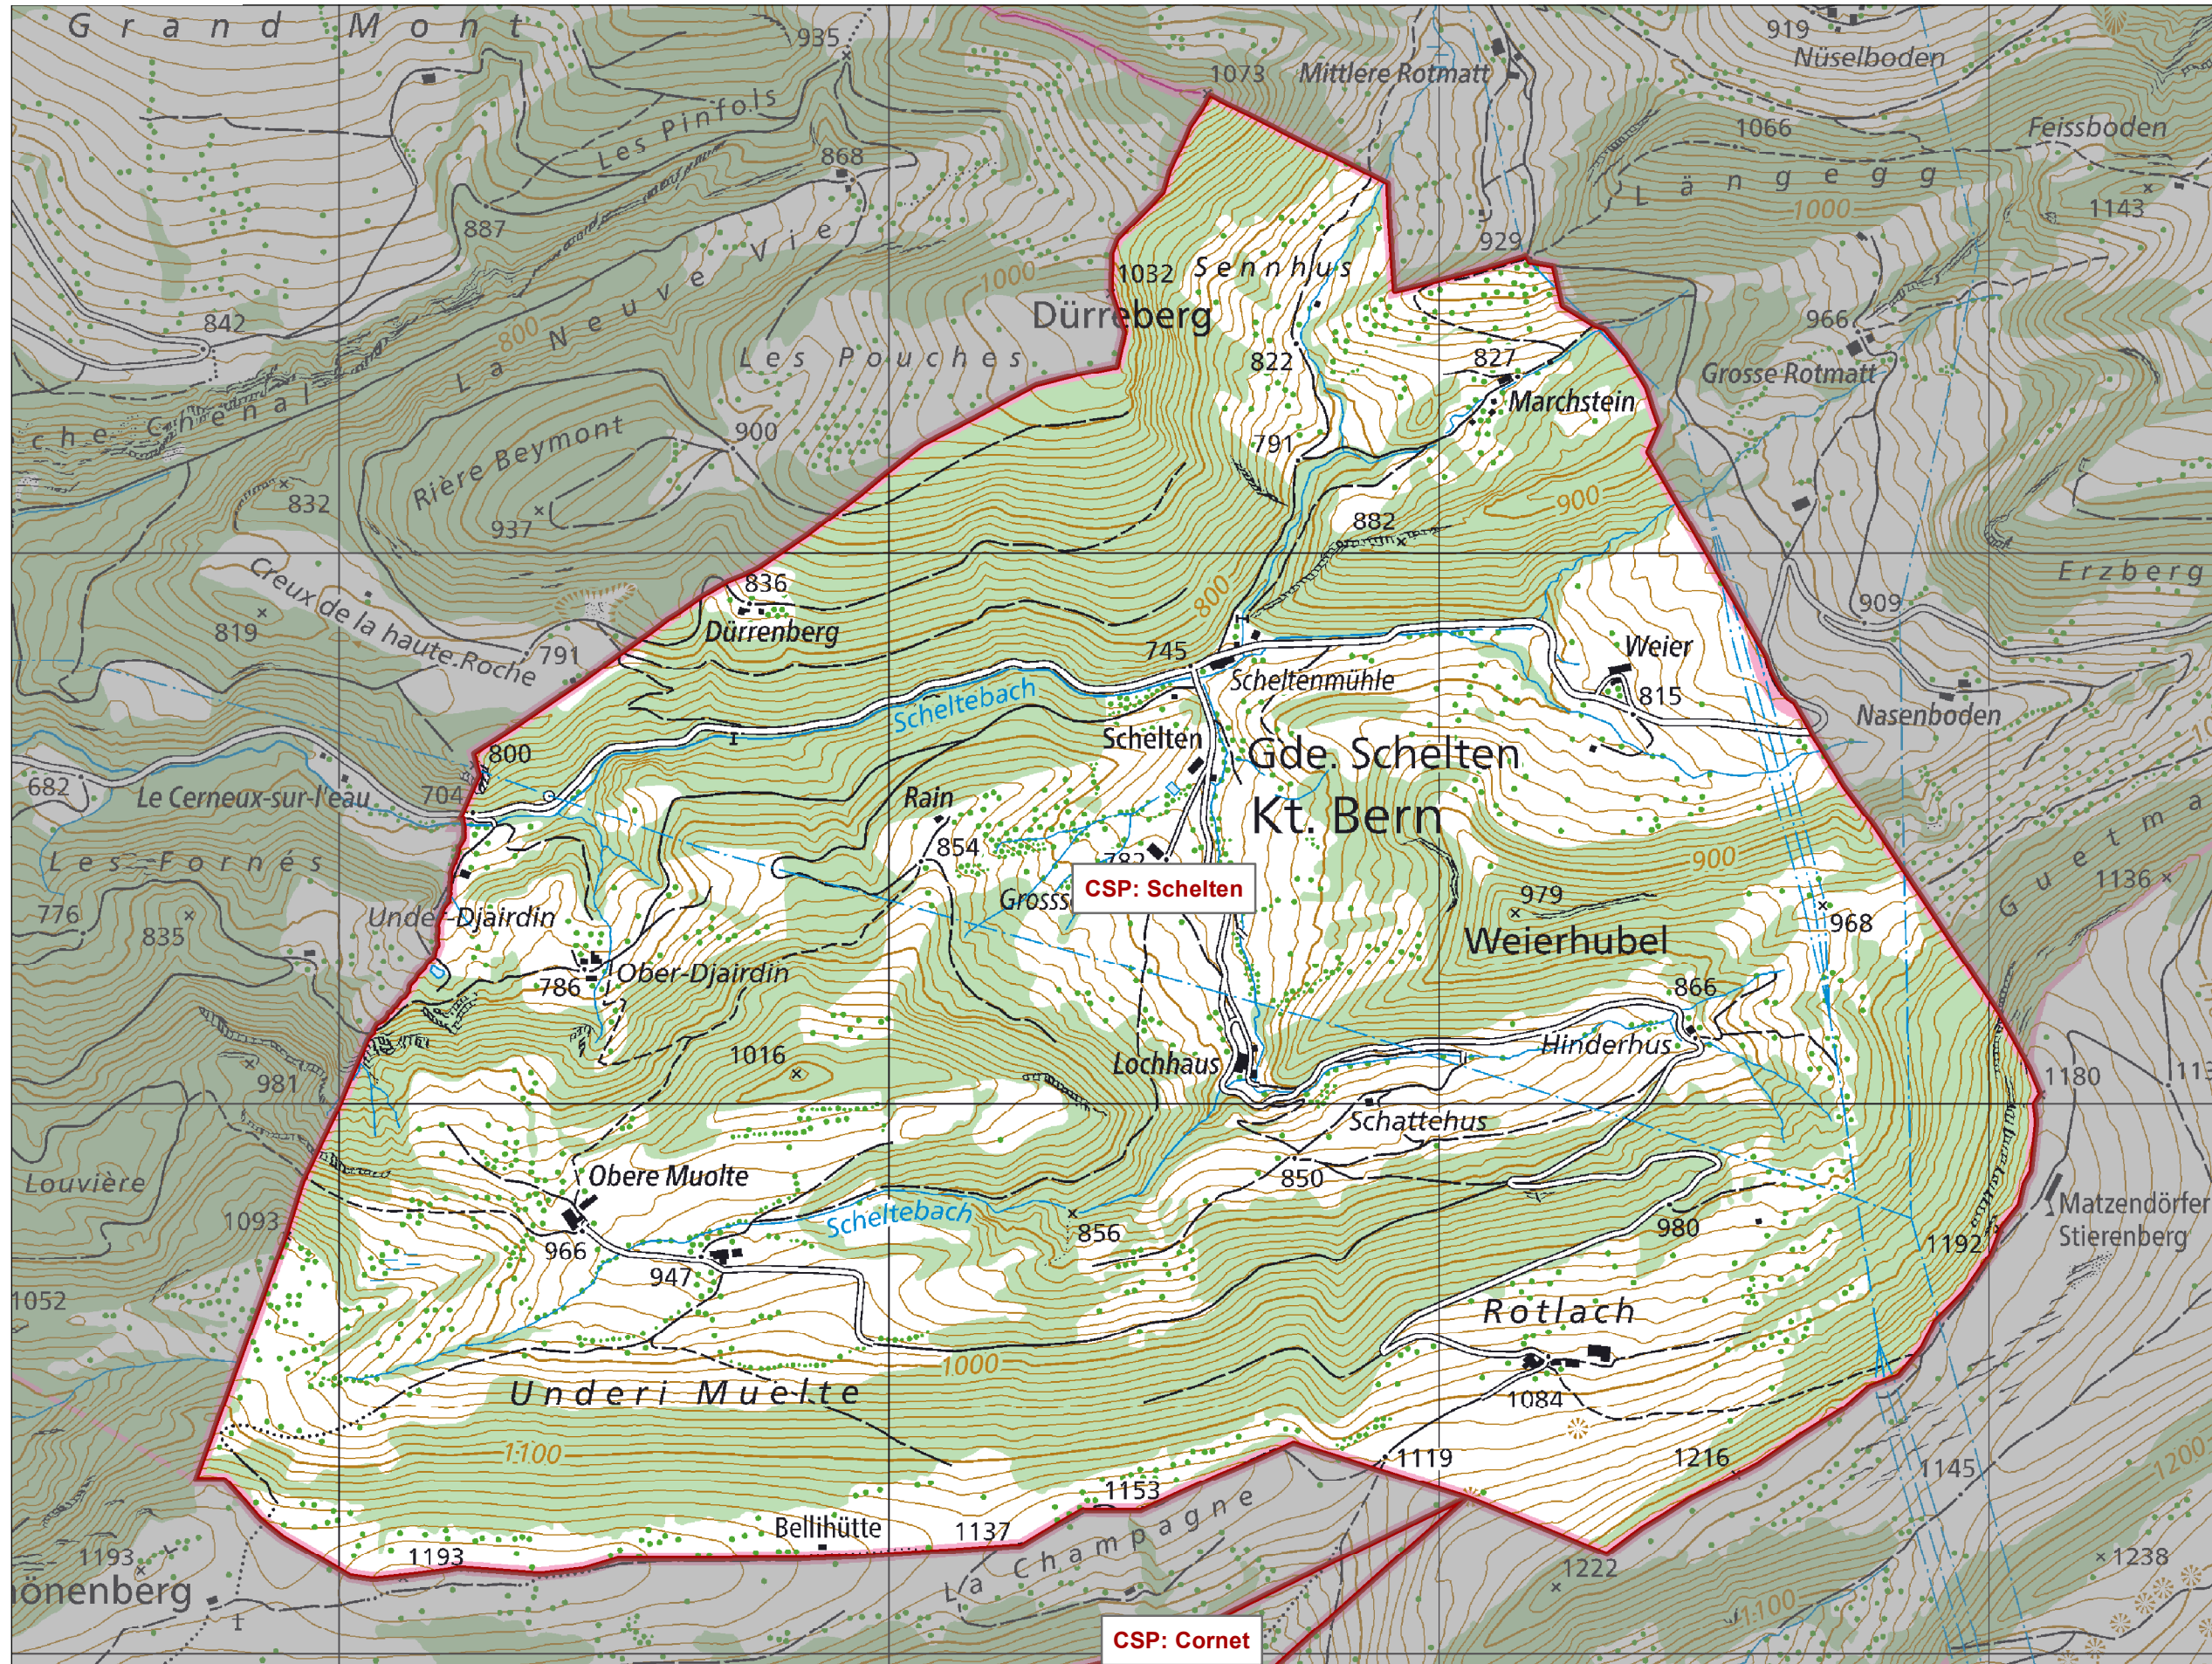 Grand Mont
935
919
Nüselboden
1073
Mittlere Rotmatt
Les Pinfols
868
1066
Feissboden
Längegg
1000
1143
887
La Neuve Vie
929
1032
Sennhus
1000
Dürreberg
842
800
966
Les Pouches
822
827
Grosse Rotmatt
Marchstein
che Chenal
Rière Beymont
900
791
832
937
882
900
Creux de la haute Roche
836
800
Erzberg
909
819
Dürrenberg
791
745
Weier
Scheltenmühle
815
Scheltebach
Nasenboden
Schelten
Gde. Schelten
800
682
Le Cerneux-sur-l'eau
704
Rain
Kt. Bern
Les Fornés
854
782
900
Guetma
1136
CSP: Schelten
776
835
Under-Djairdin
Grosss
979
968
Weierhubel
Ober-Djairdin
786
866
1016
Hinderhus
981
Lochhaus
1180
113
Schattehus
Louvière
Obere Muolte
850
Matzendörfer
Stierenberg
1093
Scheltebach
856
980
966
947
1192
1052
Rotlach
1000
Underi Muelte
1084
1100
1119
1216
1145
1200
1153
Bellihütte
1137
La Champagne
1193
1193
1222
1238
önenberg
1100
CSP: Cornet